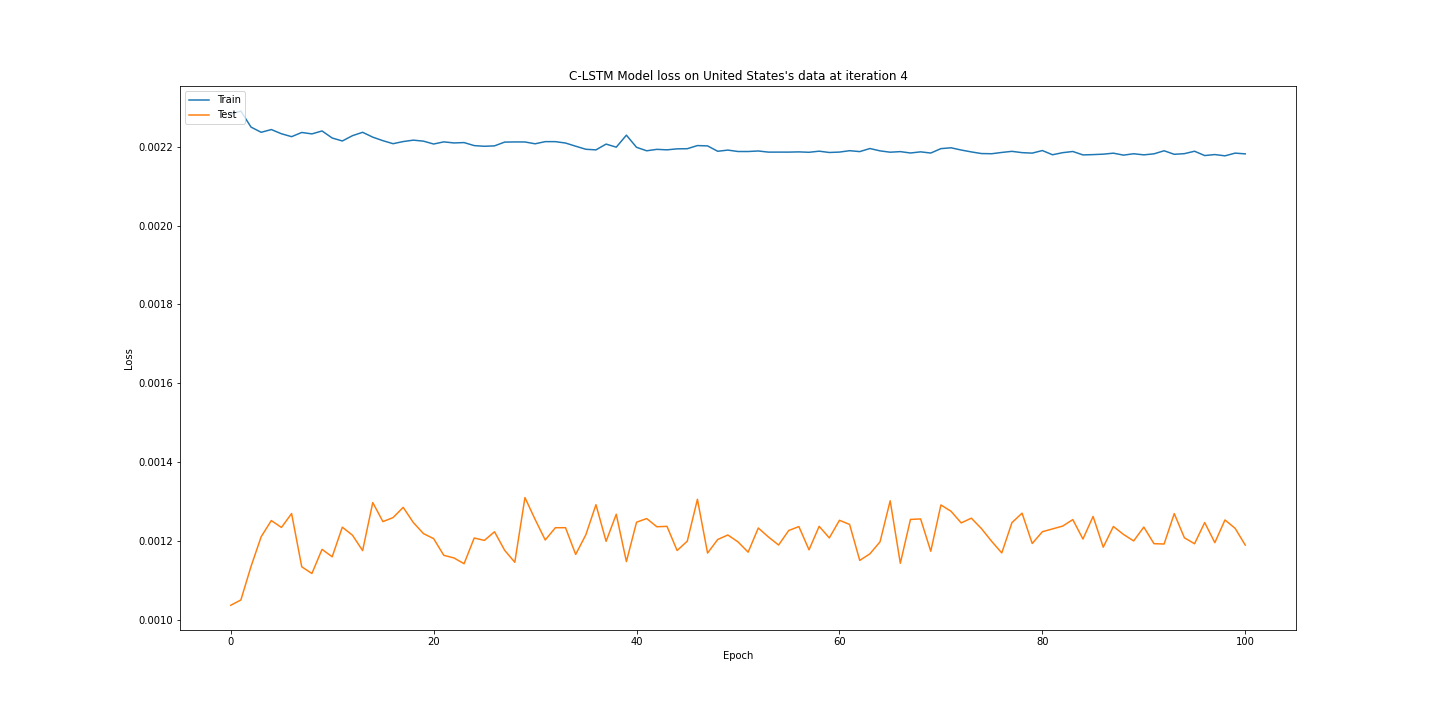 C-LSTM Model loss on United States's data at iteration 4
Train
Test
0.0022
0.0020
0.0018
0.0016
0.0014
0.0012
0.0010
Loss
0 20 40 60 80 100
Epoch